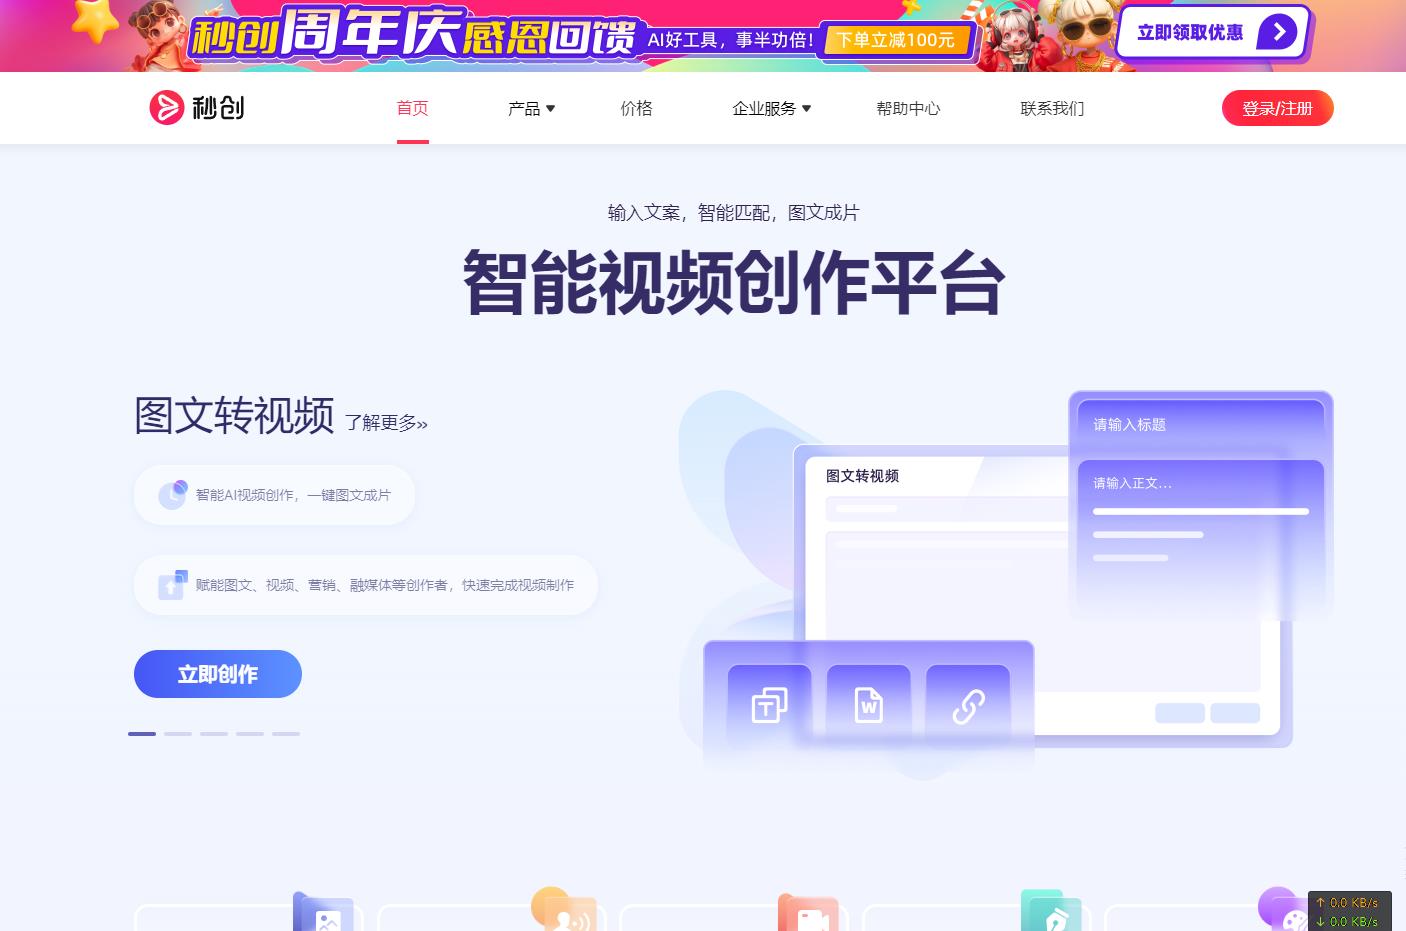 秒创周年庆感恩回馈 AI好工具，事半功倍！ 下单立减100元 立即领取优惠
秒创 首页 产品 价格 企业服务 帮助中心 联系我们 登录/注册
输入文案，智能匹配，图文成片
智能视频创作平台
图文转视频 了解更多»
智能AI视频创作，一键图文成片
赋能图文、视频、营销、融媒体等创作者，快速完成视频制作
立即创作
请输入标题
图文转视频
请输入正文...
T W
↑ 0.0 KB/s
↓ 0.0 KB/s